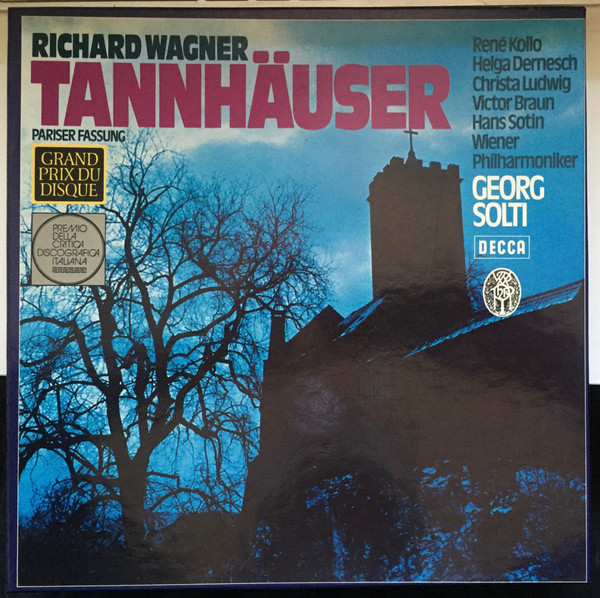 RICHARD WAGNER
TANNHÄUSER
PARISER FASSUNG
GRAND
PRIX DU
DISQUE
PREMIO
DELLA
CRITICA
DISCOGRAFICA
ITALIANA
René Kollo
Helga Dernesch
Christa Ludwig
Victor Braun
Hans Sotin
Wiener
Philharmoniker
GEORG
SOLTI
DECCA